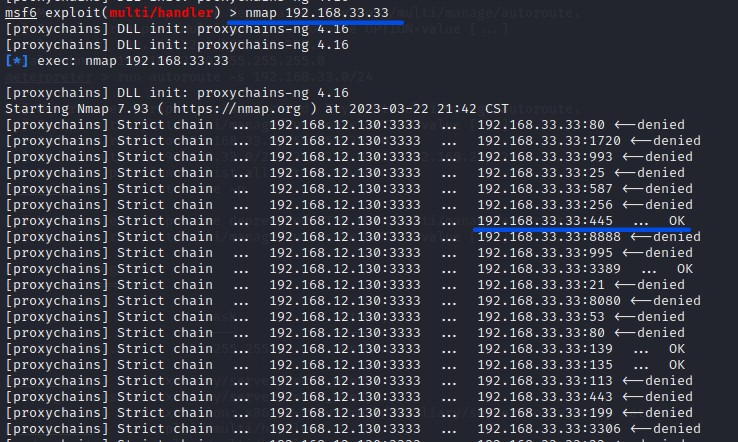 msf6 exploit(multi/handler) > nmap 192.168.33.33
[proxychains] DLL init: proxychains-ng 4.16
[proxychains] DLL init: proxychains-ng 4.16
[*] exec: nmap 192.168.33.33
[proxychains] DLL init: proxychains-ng 4.16
Starting Nmap 7.93 ( https://nmap.org ) at 2023-03-22 21:42 CST
[proxychains] Strict chain ... 192.168.12.130:3333 ... 192.168.33.33:80 <--denied
[proxychains] Strict chain ... 192.168.12.130:3333 ... 192.168.33.33:1720 <--denied
[proxychains] Strict chain ... 192.168.12.130:3333 ... 192.168.33.33:993 <--denied
[proxychains] Strict chain ... 192.168.12.130:3333 ... 192.168.33.33:25 <--denied
[proxychains] Strict chain ... 192.168.12.130:3333 ... 192.168.33.33:587 <--denied
[proxychains] Strict chain ... 192.168.12.130:3333 ... 192.168.33.33:256 <--denied
[proxychains] Strict chain ... 192.168.12.130:3333 ... 192.168.33.33:445 ... OK
[proxychains] Strict chain ... 192.168.12.130:3333 ... 192.168.33.33:8888 <--denied
[proxychains] Strict chain ... 192.168.12.130:3333 ... 192.168.33.33:995 <--denied
[proxychains] Strict chain ... 192.168.12.130:3333 ... 192.168.33.33:3389 ... OK
[proxychains] Strict chain ... 192.168.12.130:3333 ... 192.168.33.33:21 <--denied
[proxychains] Strict chain ... 192.168.12.130:3333 ... 192.168.33.33:8080 <--denied
[proxychains] Strict chain ... 192.168.12.130:3333 ... 192.168.33.33:53 <--denied
[proxychains] Strict chain ... 192.168.12.130:3333 ... 192.168.33.33:80 <--denied
[proxychains] Strict chain ... 192.168.12.130:3333 ... 192.168.33.33:139 ... OK
[proxychains] Strict chain ... 192.168.12.130:3333 ... 192.168.33.33:135 ... OK
[proxychains] Strict chain ... 192.168.12.130:3333 ... 192.168.33.33:113 <--denied
[proxychains] Strict chain ... 192.168.12.130:3333 ... 192.168.33.33:443 <--denied
[proxychains] Strict chain ... 192.168.12.130:3333 ... 192.168.33.33:199 <--denied
[proxychains] Strict chain ... 192.168.12.130:3333 ... 192.168.33.33:3306 <--denied